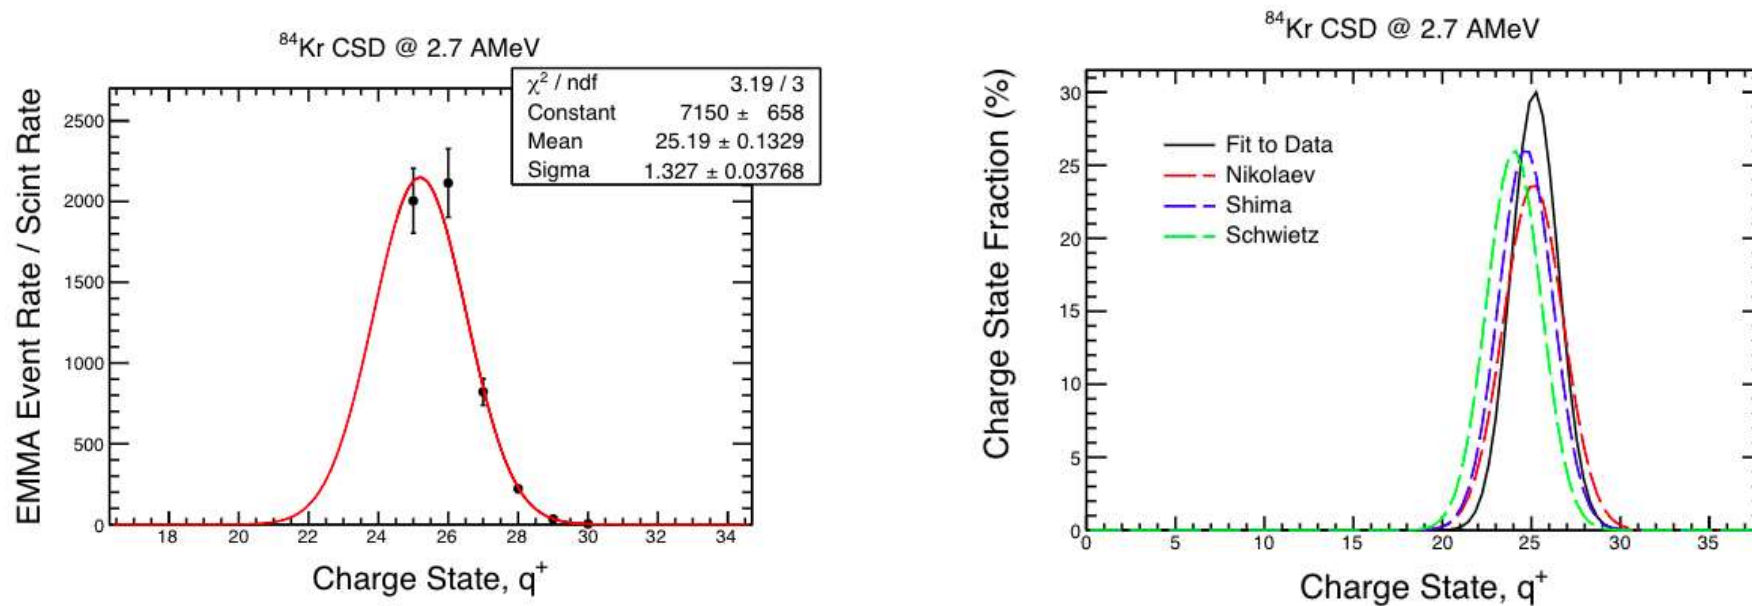 ⁸⁴Kr CSD @ 2.7 AMeV
χ² / ndf 3.19 / 3
Constant 7150 ± 658
Mean 25.19 ± 0.1329
Sigma 1.327 ± 0.03768
EMMA Event Rate / Scint Rate
2500
2000
1500
1000
500
0
18 20 22 24 26 28 30 32 34
Charge State, q⁺
⁸⁴Kr CSD @ 2.7 AMeV
Charge State Fraction (%)
30
25
20
15
10
5
0
Fit to Data
Nikolaev
Shima
Schwietz
0 5 10 15 20 25 30 35
Charge State, q⁺